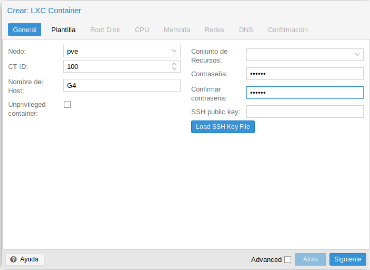 Crear: LXC Container
General Plantilla Root Disk CPU Memoria Redes DNS Confirmación
Nodo: pve
CT ID: 100
Nombre de Host: G4
Unprivileged container:
Conjunto de Recursos:
Contraseña: ••••••
Confirmar contraseña: ••••••
SSH public key:
Load SSH Key File
Ayuda
Advanced
Atrás
Siguiente